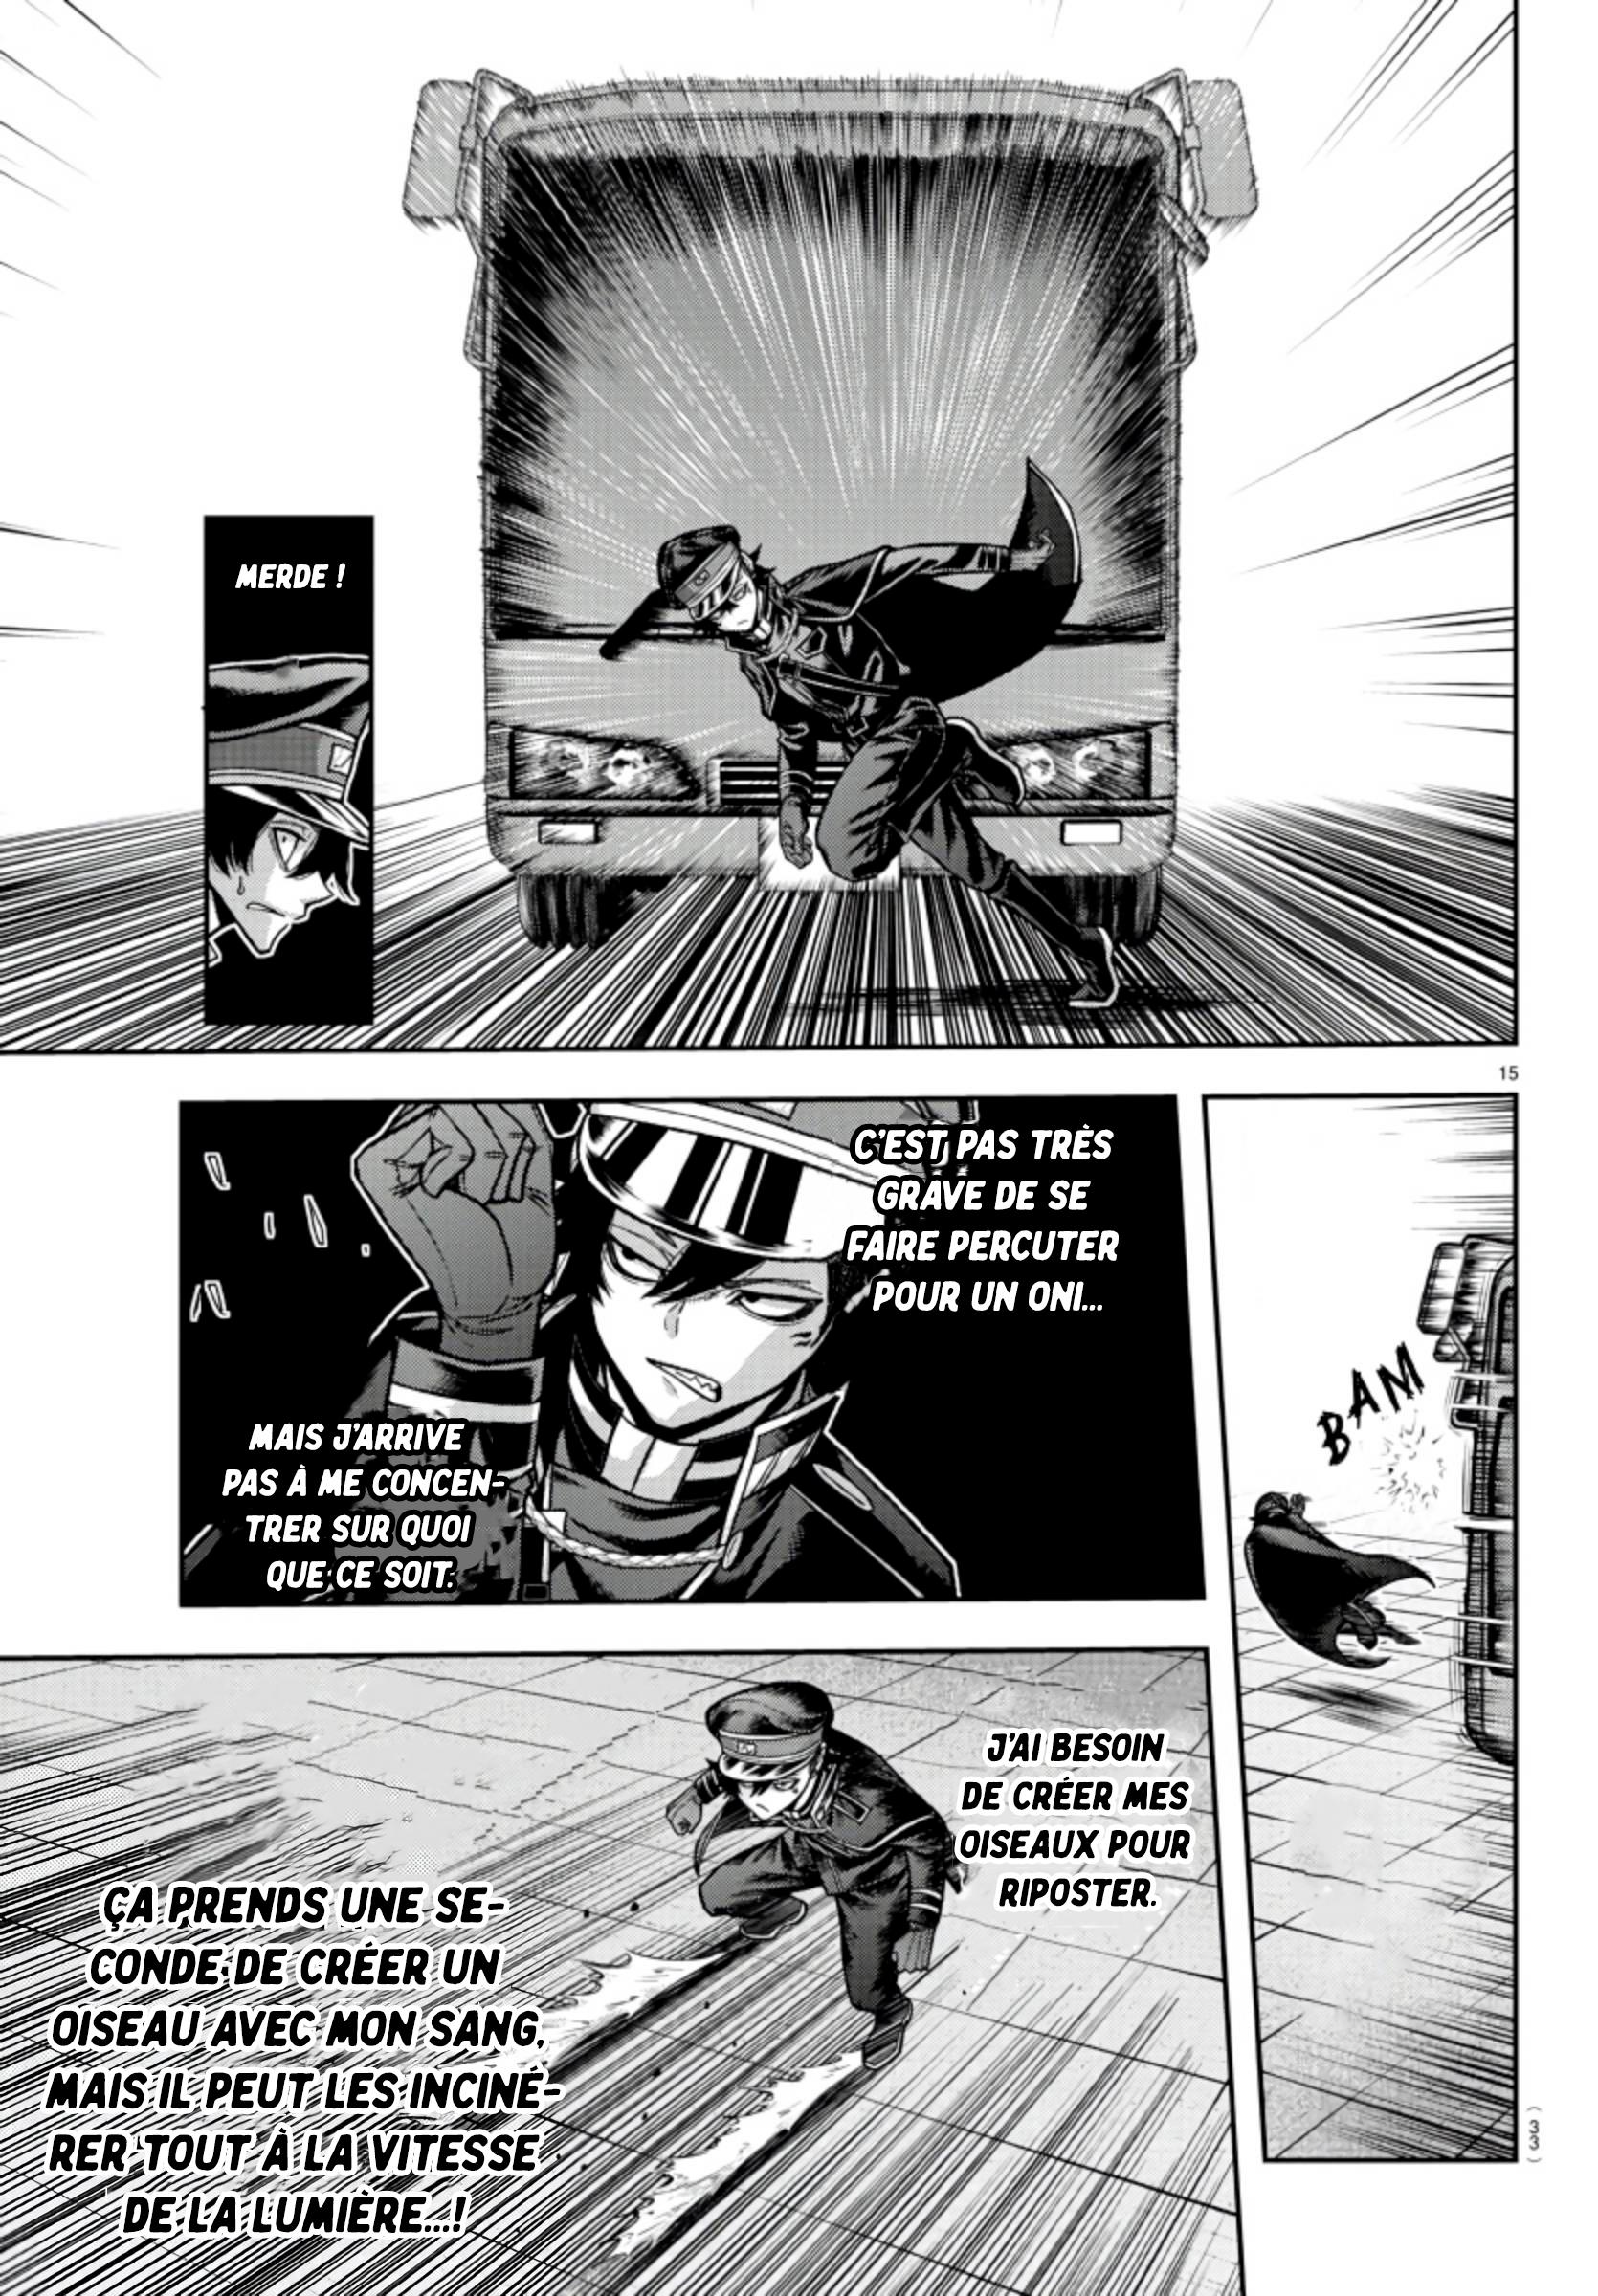 MERDE !
15
BAM
C'EST PAS TRÈS
GRAVE DE SE
FAIRE PERCUTER
POUR UN ONI...
MAIS J'ARRIVE
PAS À ME CONCEN-
TRER SUR QUOI
QUE CE SOIT.
J'AI BESOIN
DE CRÉER MES
OISEAUX POUR
RIPOSTER.
ÇA PRENDS UNE SE-
CONDE DE CRÉER UN
OISEAU AVEC MON SANG,
MAIS IL PEUT LES INCINÉ-
RER TOUT À LA VITESSE
DE LA LUMIÈRE...!
(33)